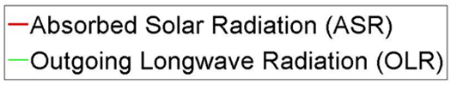 Absorbed Solar Radiation (ASR)
Outgoing Longwave Radiation (OLR)